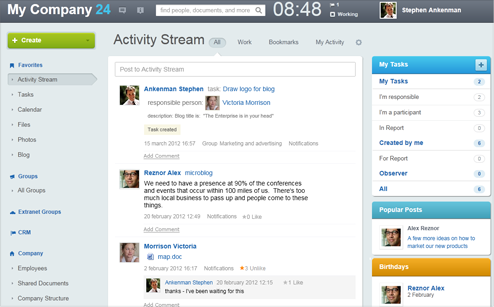 My Company 24
find people, documents, and more
08:48
1
Working
Stephen Ankenman
+ Create
Favorites
Activity Stream
Tasks
Calendar
Files
Photos
Blog
Groups
All Groups
Extranet Groups
CRM
Company
Employees
Shared Documents
Company Structure
Activity Stream
All
Work
Bookmarks
My Activity
Post to Activity Stream
Ankenman Stephen task: Draw logo for blog
responsible person: Victoria Morrison
description Blog title is: "The Enterprise is in your head"
Task created
15 march 2012 16:57 Group: Marketing and advertising Notifications
Add Comment
Reznor Alex microblog
We need to have a presence at 90% of the conferences
and events that occur within 100 miles of us. There's too
much local business to pass up and people come to these
things.
20 february 2012 12:49 Notifications 0 Like
Add Comment
Morrison Victoria
map.doc
2 february 2012 16:17 Notifications 3 Unlike
Ankenman Stephen 20 february 2012 12:15 1 Like
thanks - I've been waiting for this
My Tasks +
My Tasks 2
I'm responsible 2
I'm a participant 3
In Report 0
Created by me 6
For Report 0
Observer 0
All 6
Popular Posts
Alex Reznor
A few more ideas on how to
market our new products
Birthdays
Reznor Alex
2 February